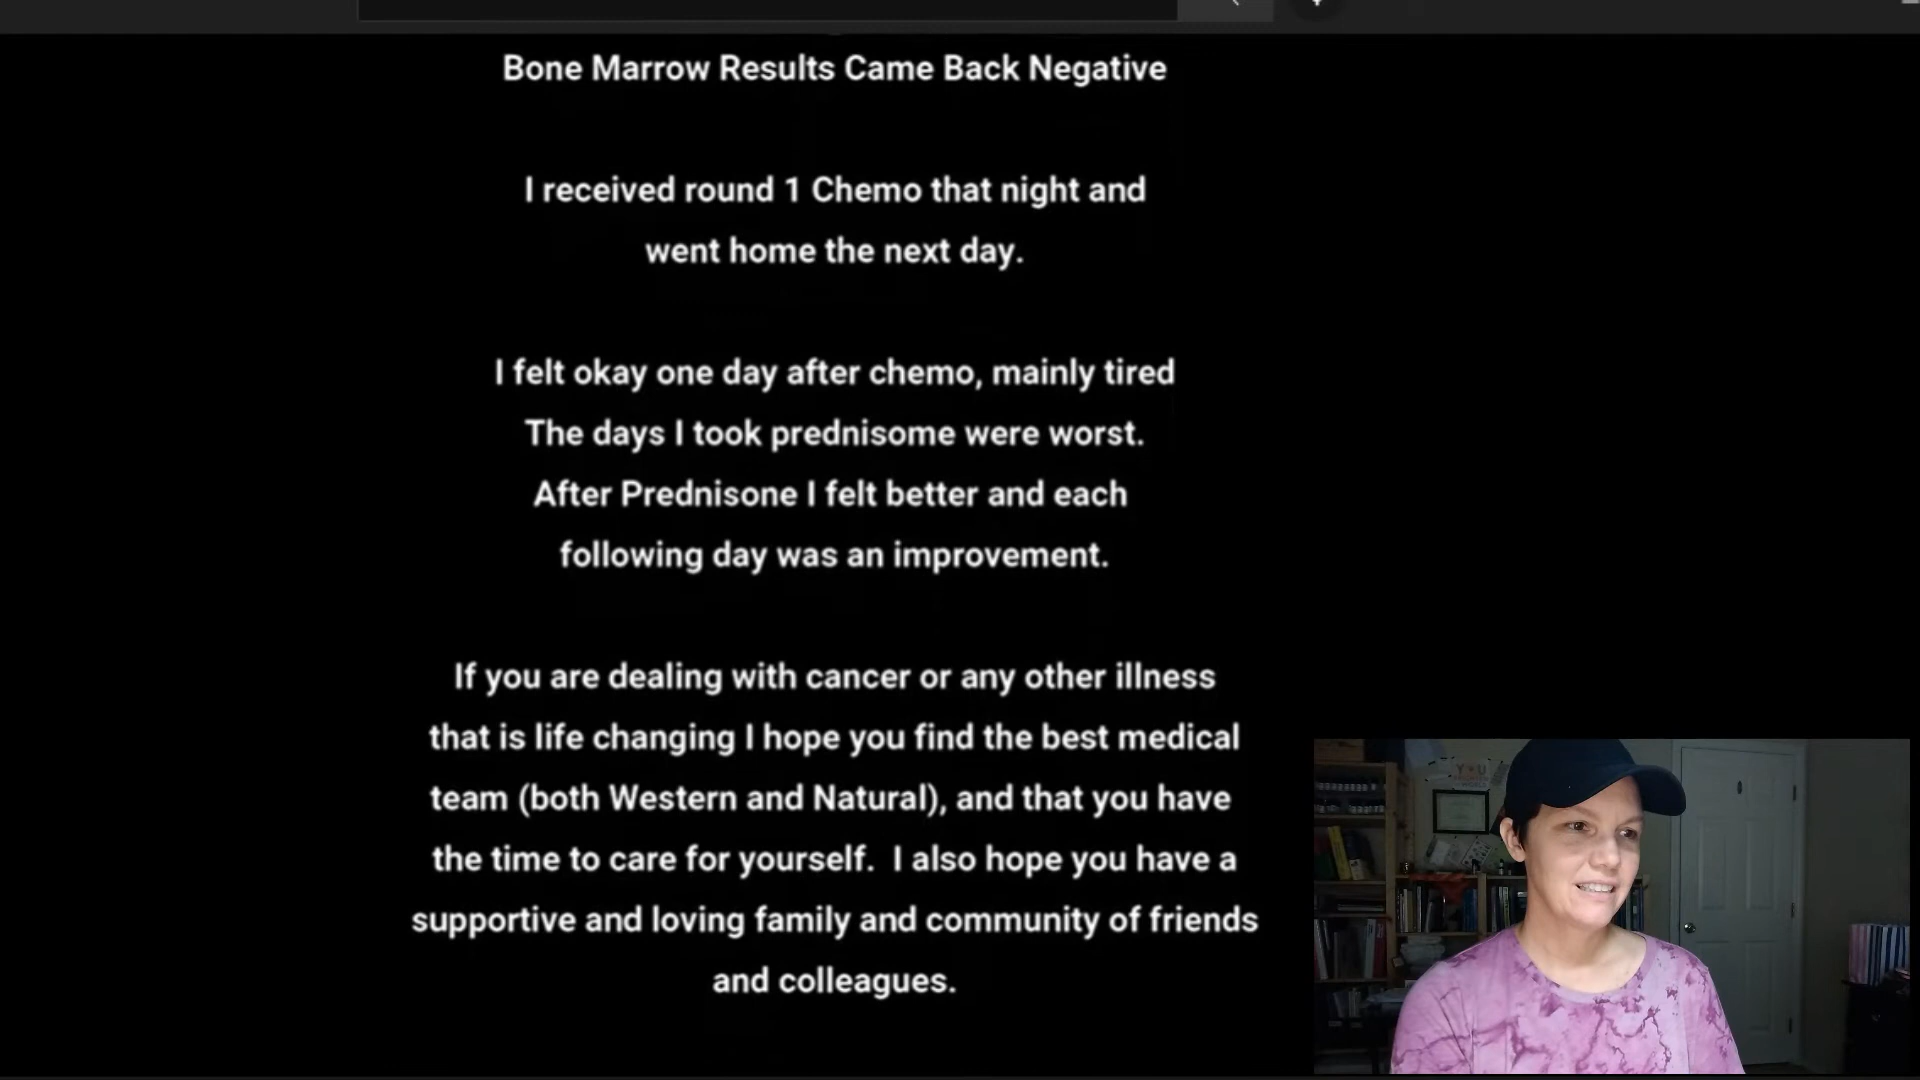 Bone Marrow Results Came Back Negative
I received round 1 Chemo that night and
went home the next day.
I felt okay one day after chemo, mainly tired
The days I took prednisome were worst.
After Prednisone I felt better and each
following day was an improvement.
If you are dealing with cancer or any other illness
that is life changing I hope you find the best medical
team (both Western and Natural), and that you have
the time to care for yourself.  I also hope you have a
supportive and loving family and community of friends
and colleagues.
YOU